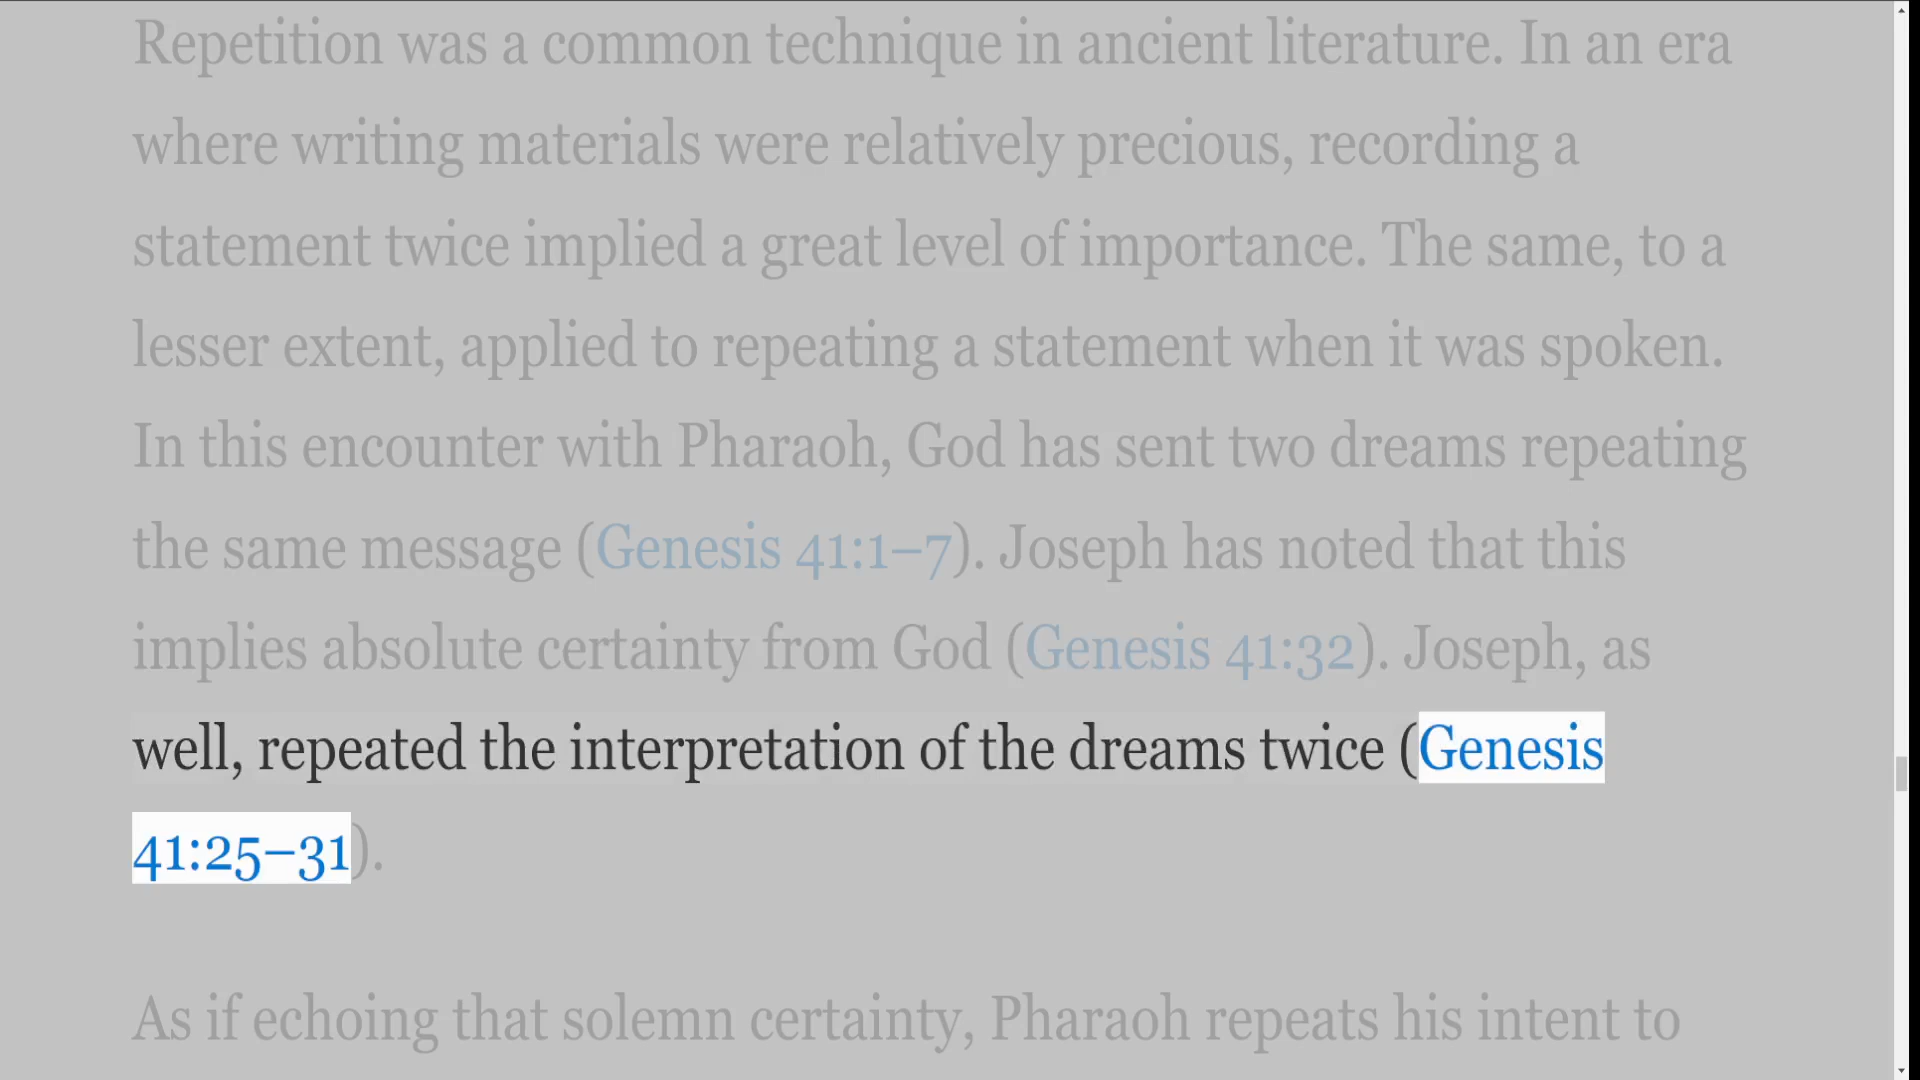 Repetition was a common technique in ancient literature. In an era
where writing materials were relatively precious, recording a
statement twice implied a great level of importance. The same, to a
lesser extent, applied to repeating a statement when it was spoken.
In this encounter with Pharaoh, God has sent two dreams repeating
the same message (Genesis 41:1–7). Joseph has noted that this
implies absolute certainty from God (Genesis 41:32). Joseph, as
well, repeated the interpretation of the dreams twice (Genesis
41:25–31).
As if echoing that solemn certainty, Pharaoh repeats his intent to